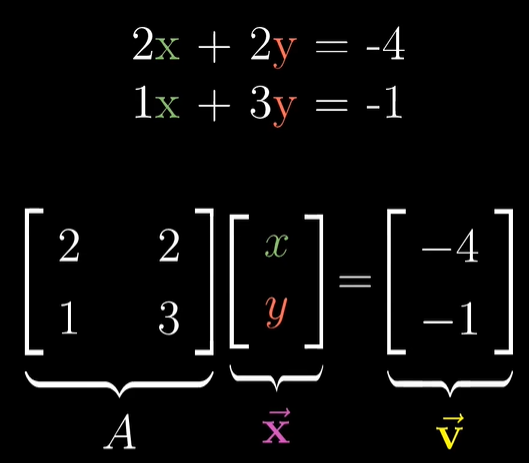 2x + 2y = -4
1x + 3y = -1
[ 2 2 ] [ x ] = [ −4 ]
[ 1 3 ] [ y ] [ −1 ]
A x⃗ v⃗